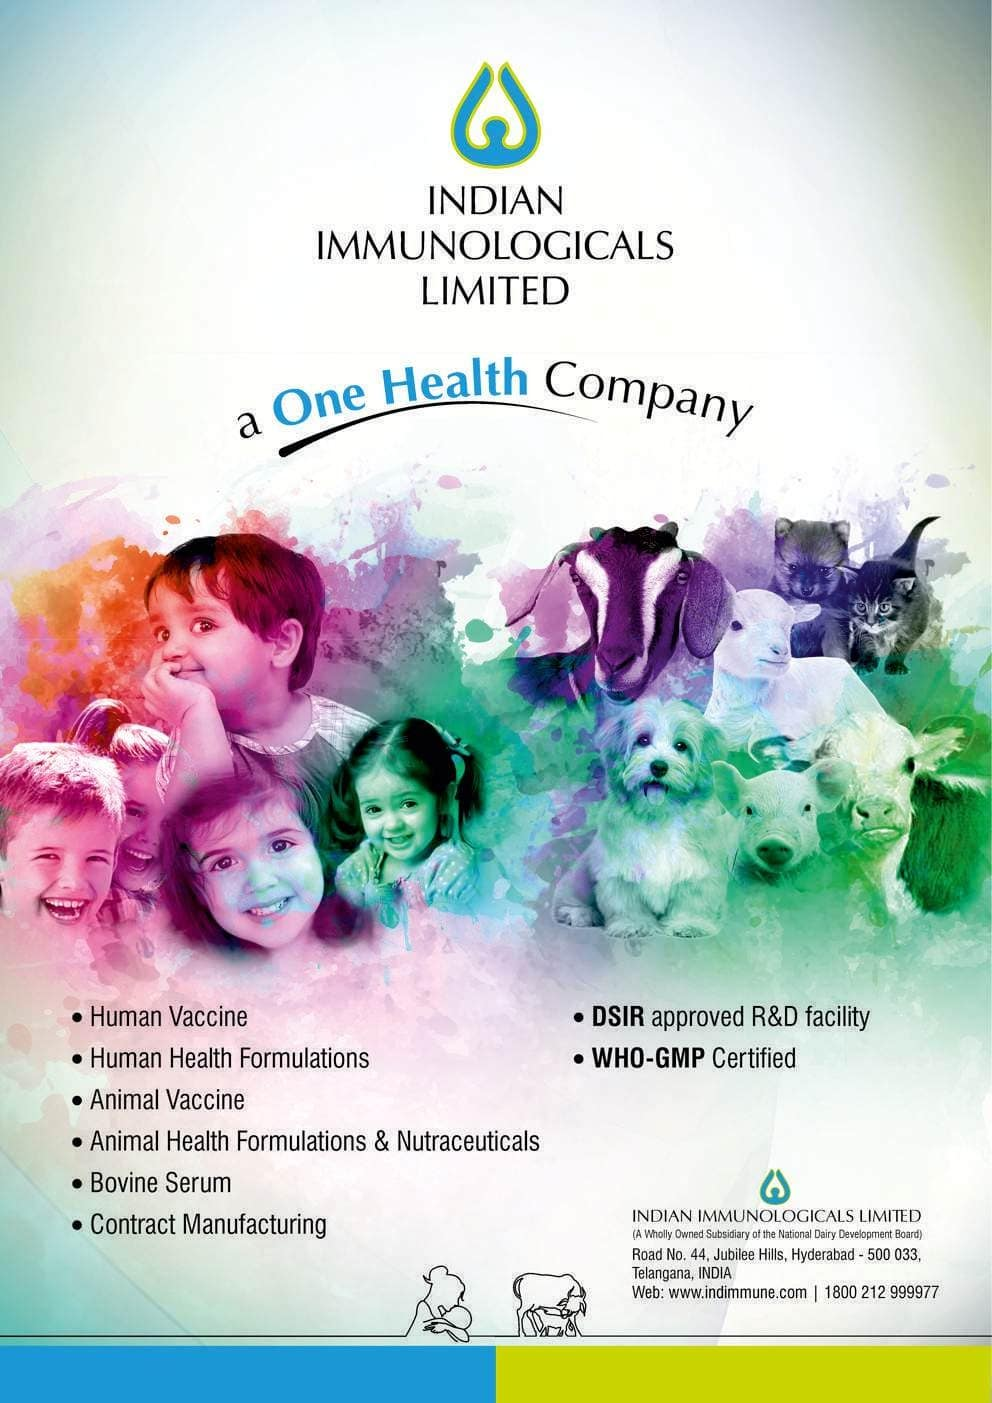 INDIAN
IMMUNOLOGICALS
LIMITED
a One Health Company
• Human Vaccine
• Human Health Formulations
• Animal Vaccine
• Animal Health Formulations & Nutraceuticals
• Bovine Serum
• Contract Manufacturing
• DSIR approved R&D facility
• WHO-GMP Certified
INDIAN IMMUNOLOGICALS LIMITED
(A Wholly Owned Subsidiary of the National Dairy Development Board)
Road No. 44, Jubilee Hills, Hyderabad - 500 033,
Telangana, INDIA
Web: www.indimmune.com | 1800 212 999977